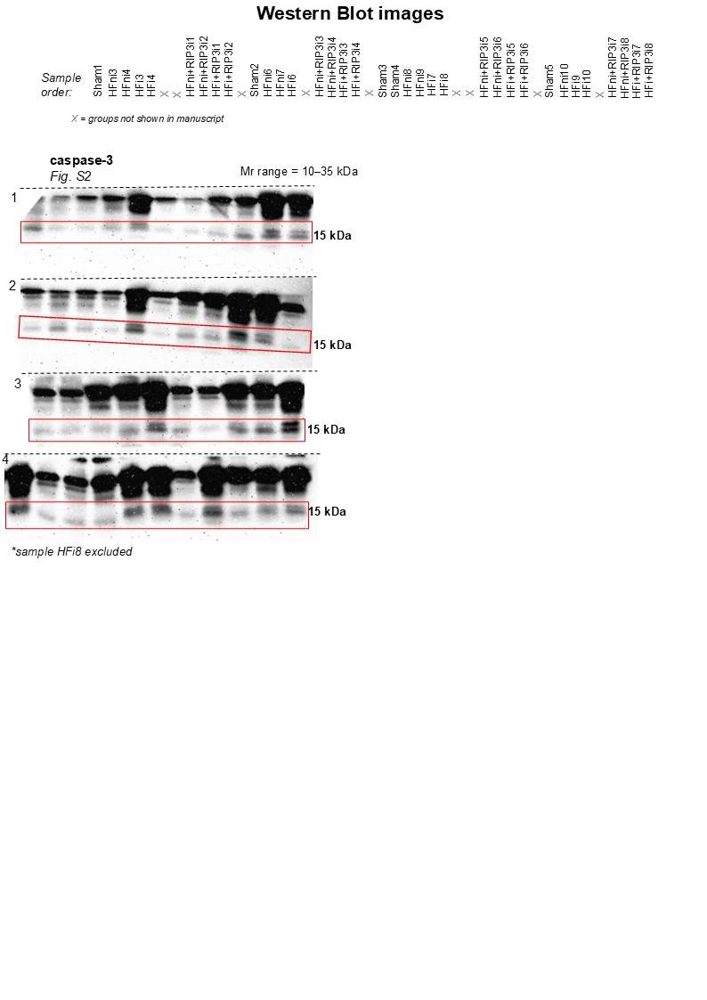 Western Blot images
Sample order:
Sham1
HFni3
HFni4
HFi3
HFi4
X
X
HFni+RIP3i1
HFni+RIP3i2
HFi+RIP3i1
HFi+RIP3i2
X
Sham2
HFni6
HFni7
HFi6
X
HFni+RIP3i3
HFni+RIP3i4
HFi+RIP3i3
HFi+RIP3i4
X
Sham3
Sham4
HFni8
HFni9
HFi7
HFi8
X
X
HFni+RIP3i5
HFni+RIP3i6
HFi+RIP3i5
HFi+RIP3i6
X
Sham5
HFni10
HFi9
HFi10
X
HFni+RIP3i7
HFni+RIP3i8
HFi+RIP3i7
HFi+RIP3i8
X = groups not shown in manuscript
caspase-3
Fig. S2
Mr range = 10–35 kDa
1
15 kDa
2
15 kDa
3
15 kDa
4
15 kDa
*sample HFi8 excluded